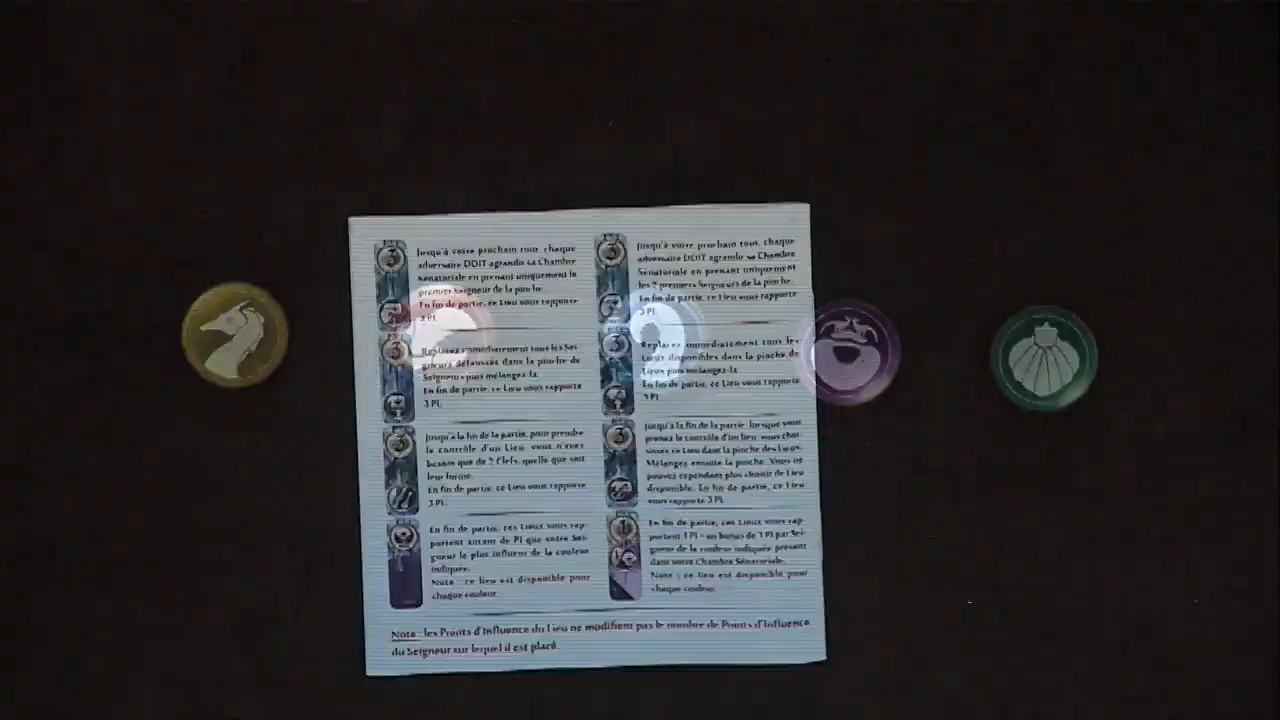 Jusqu'à votre prochain tour, chaque
adversaire DOIT agrandir sa Chambre
Sénatoriale en prenant uniquement le
premier Seigneur de la pioche.
En fin de partie, ce Lieu vous rapporte
3 PI.
Replacez immédiatement tous les Sei-
gneurs défaussés dans la pioche de
Seigneurs puis mélangez-la.
En fin de partie, ce Lieu vous rapporte
3 PI.
Jusqu'à la fin de la partie, pour prendre
le contrôle d'un Lieu, vous n'avez
besoin que de 2 Clefs, quelle que soit
leur forme.
En fin de partie, ce Lieu vous rapporte
3 PI.
En fin de partie, ces Lieux vous rap-
portent autant de PI que votre Sei-
gneur le plus influent de la couleur
indiquée.
Note : ce lieu est disponible pour
chaque couleur.
Jusqu'à votre prochain tour, chaque
adversaire DOIT agrandir sa Chambre
Sénatoriale en prenant uniquement
les 2 premiers Seigneurs de la pioche.
En fin de partie, ce Lieu vous rapporte
3 PI.
Replacez immédiatement tous les
Lieux disponibles dans la pioche de
Lieux puis mélangez-la.
En fin de partie, ce Lieu vous rapporte
3 PI.
Jusqu'à la fin de la partie, lorsque vous
prenez le contrôle d'un lieu, vous choi-
sissez ce Lieu dans la pioche des Lieux.
Mélangez ensuite la pioche. Vous ne
pouvez cependant plus choisir de Lieu
disponible. En fin de partie, ce Lieu
vous rapporte 3 PI.
En fin de partie, ces Lieux vous rap-
portent 1 PI + un bonus de 1 PI par Sei-
gneur de la couleur indiquée présent
dans votre Chambre Sénatoriale.
Note : ce lieu est disponible pour
chaque couleur.
Note : les Points d'Influence du Lieu ne modifient pas le nombre de Points d'Influence
du Seigneur sur lequel il est placé.